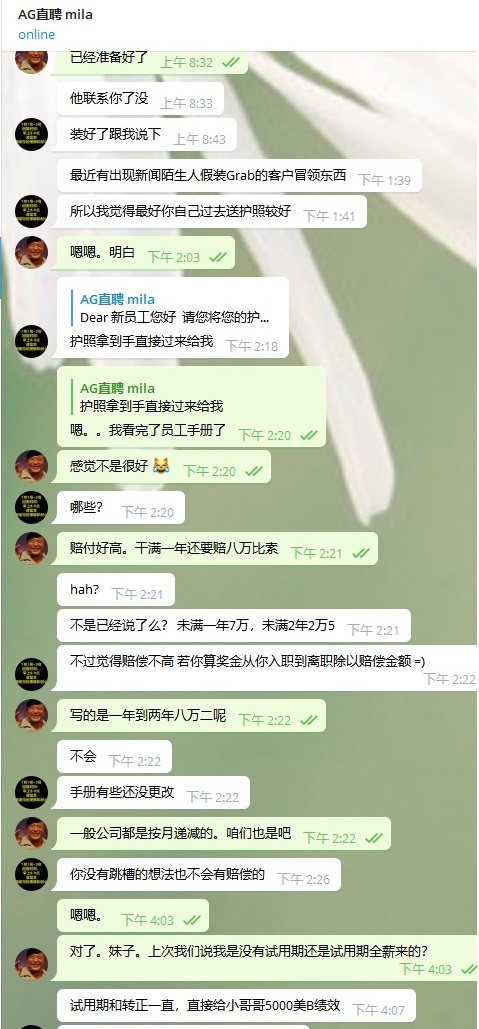 AG直聘 mila
online
已经准备好了 上午 8:32
他联系你了没 上午 8:33
装好了跟我说下 上午 8:43
最近有出现新闻陌生人假装Grab的客户冒领东西 下午 1:39
所以我觉得最好你自己过去送护照较好 下午 1:41
嗯嗯。明白 下午 2:03
AG直聘 mila
Dear 新员工您好 请您将您的护...
护照拿到手直接过来给我 下午 2:18
AG直聘 mila
护照拿到手直接过来给我
嗯。。我看完了员工手册了 下午 2:20
感觉不是很好 😹 下午 2:20
哪些? 下午 2:20
赔付好高。干满一年还要赔八万比索 下午 2:21
hah? 下午 2:21
不是已经说了么? 未满一年7万，未满2年2万5 下午 2:21
不过觉得赔偿不高 若你算奖金从你入职到离职除以赔偿金额 =)
下午 2:22
写的是一年到两年八万二呢 下午 2:22
不会 下午 2:22
手册有些还没更改 下午 2:22
一般公司都是按月递减的。咱们也是吧 下午 2:22
你没有跳槽的想法也不会有赔偿的 下午 2:26
嗯嗯。 下午 4:03
对了。妹子。上次我们说我是没有试用期还是试用期全薪来的?
下午 4:03
试用期和转正一直，直接给小哥哥5000美B绩效 下午 4:07